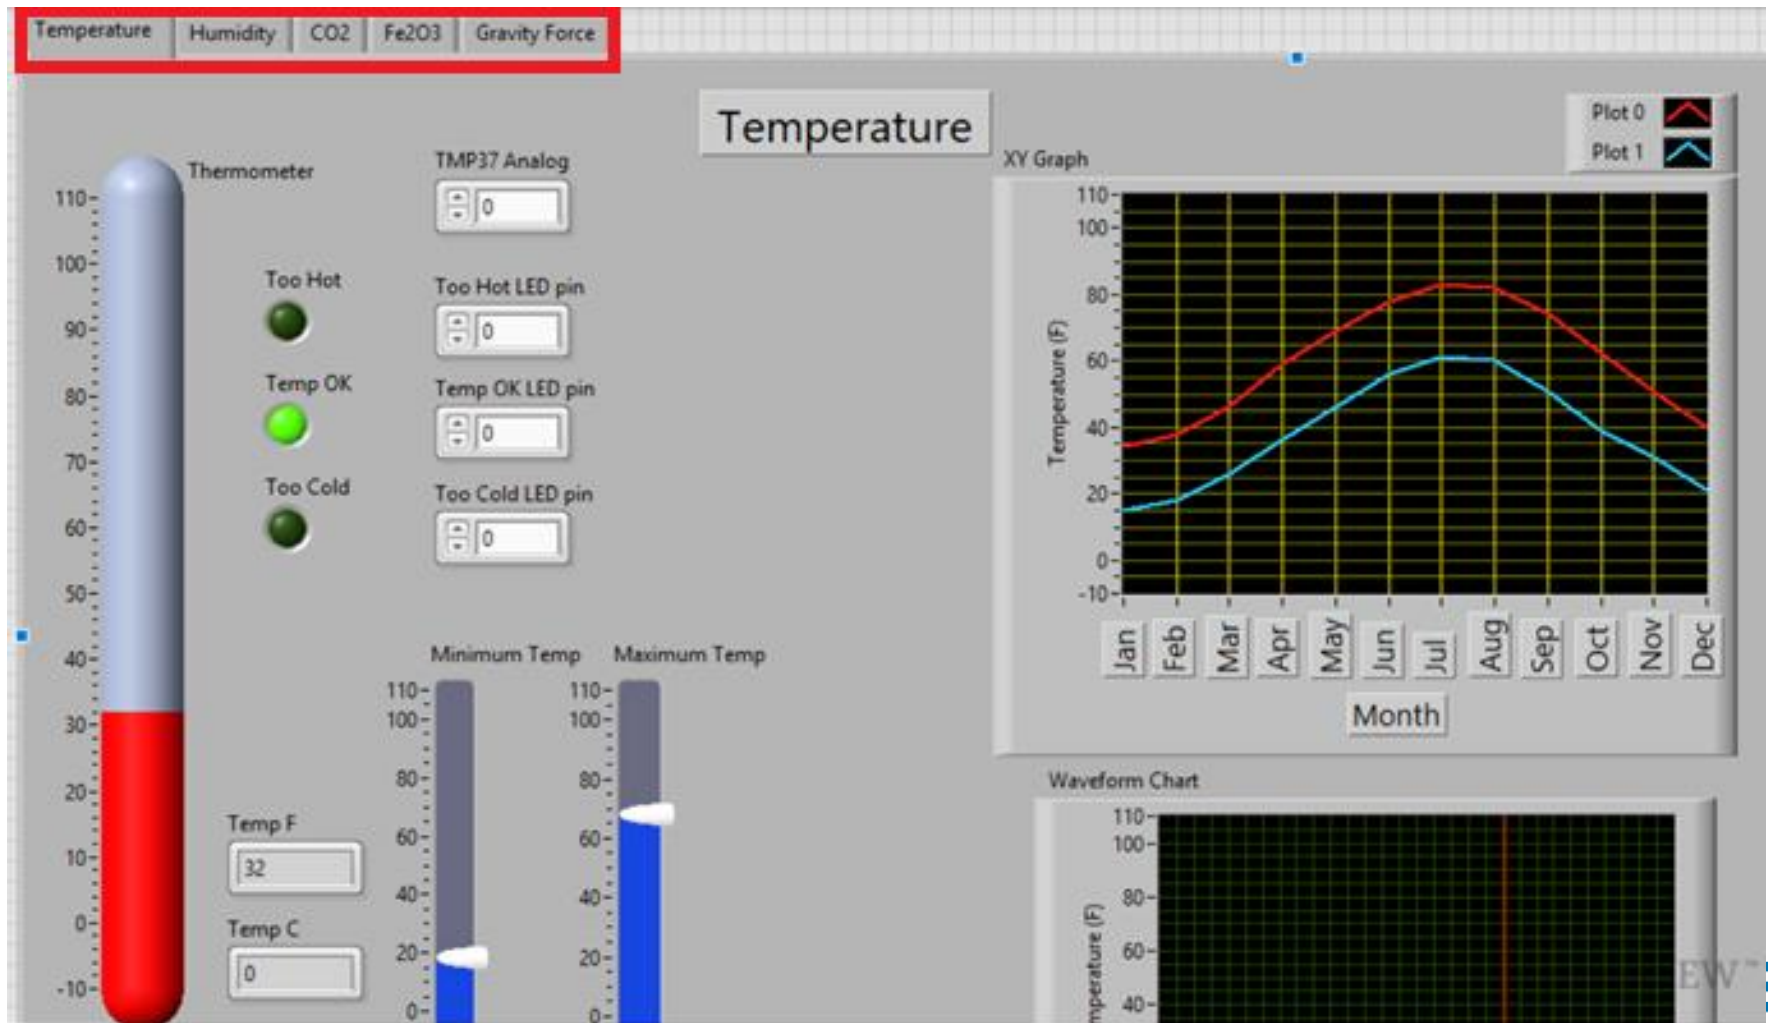 Temperature Humidity CO2 Fe2O3 Gravity Force
Temperature
Plot 0
Plot 1
Thermometer
110
100
90
80
70
60
50
40
30
20
10
0
-10
Too Hot
Temp OK
Too Cold
TMP37 Analog
0
Too Hot LED pin
0
Temp OK LED pin
0
Too Cold LED pin
0
Temp F
32
Temp C
0
Minimum Temp
110
100
80
60
40
20
0
Maximum Temp
110
100
80
60
40
20
0
XY Graph
Temperature (F)
110
100
80
60
40
20
0
-10
Jan Feb Mar Apr May Jun Jul Aug Sep Oct Nov Dec
Month
Waveform Chart
110
100
80
60
40
mperature (F)
EW™